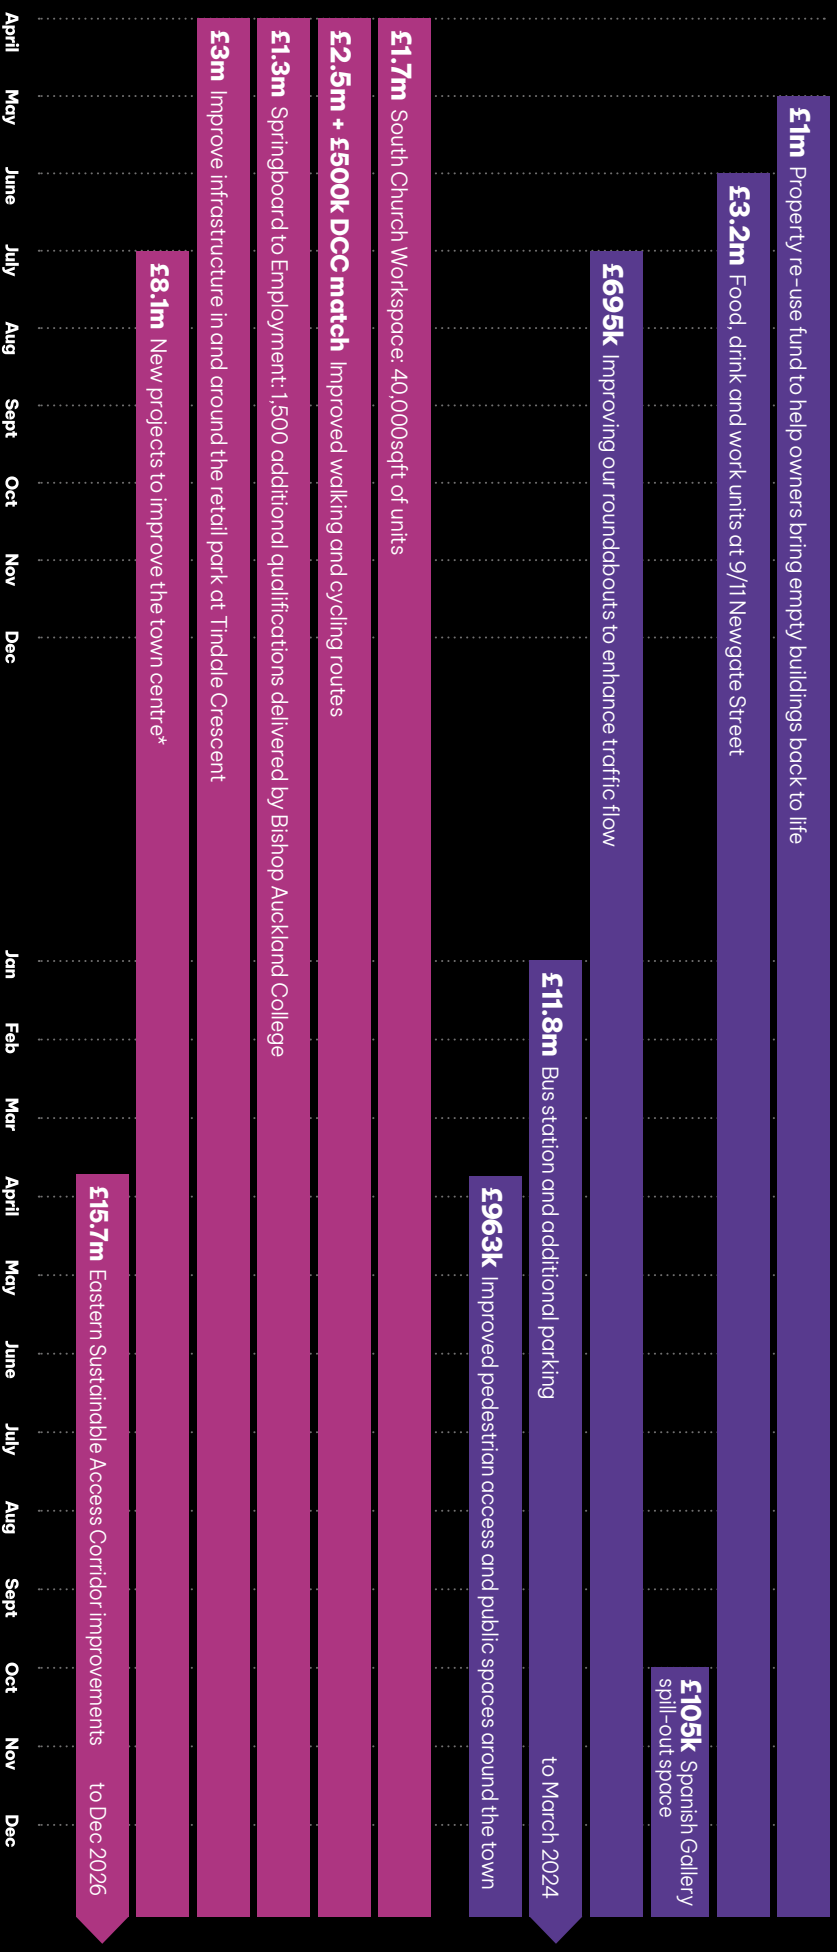 £1m Property re-use fund to help owners bring empty buildings back to life
£3.2m Food, drink and work units at 9/11 Newgate Street
£105k Spanish Gallery
spill-out space
£695k Improving our roundabouts to enhance traffic flow
£11.8m Bus station and additional parking to March 2024
£963k Improved pedestrian access and public spaces around the town
£1.7m South Church Workspace: 40,000sqft of units
£2.5m + £500k DCC match Improved walking and cycling routes
£1.3m Springboard to Employment: 1,500 additional qualifications delivered by Bishop Auckland College
£3m Improve infrastructure in and around the retail park at Tindale Crescent
£8.1m New projects to improve the town centre*
£15.7m Eastern Sustainable Access Corridor improvements to Dec 2026
April May June July Aug Sept Oct Nov Dec Jan Feb Mar April May June July Aug Sept Oct Nov Dec